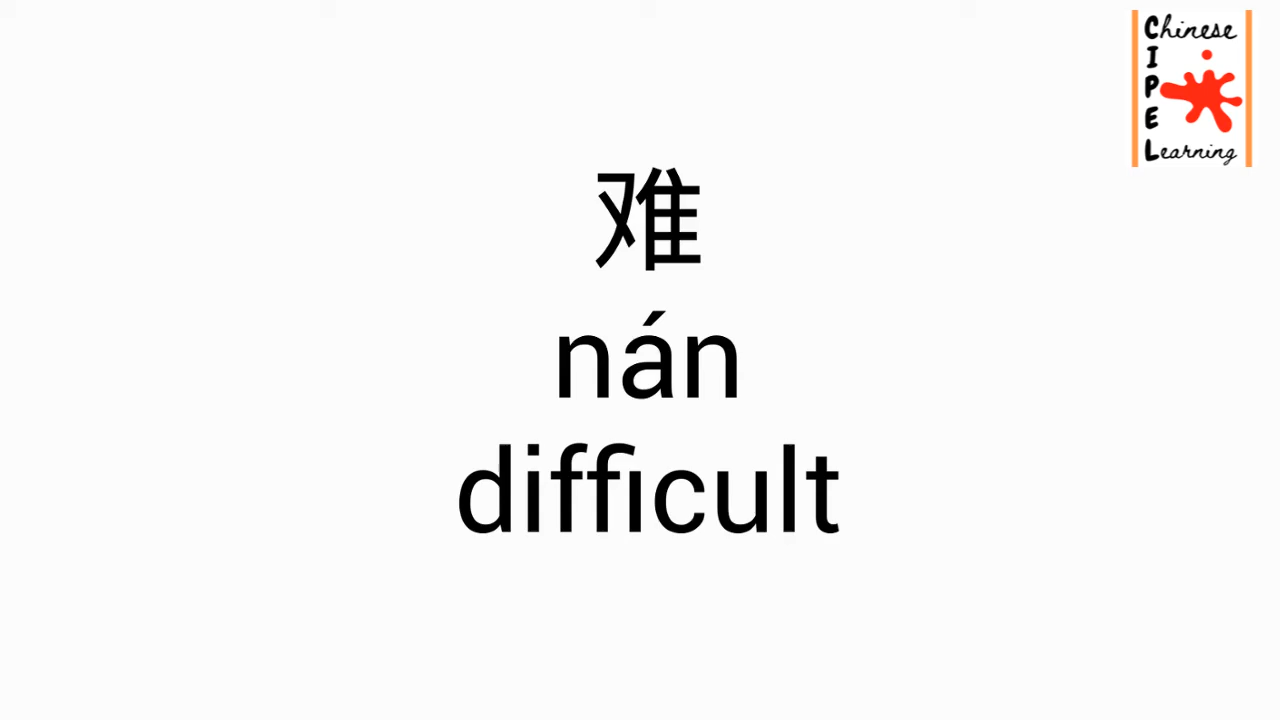 难
nán
difficult
Chinese
I
P
E
Learning